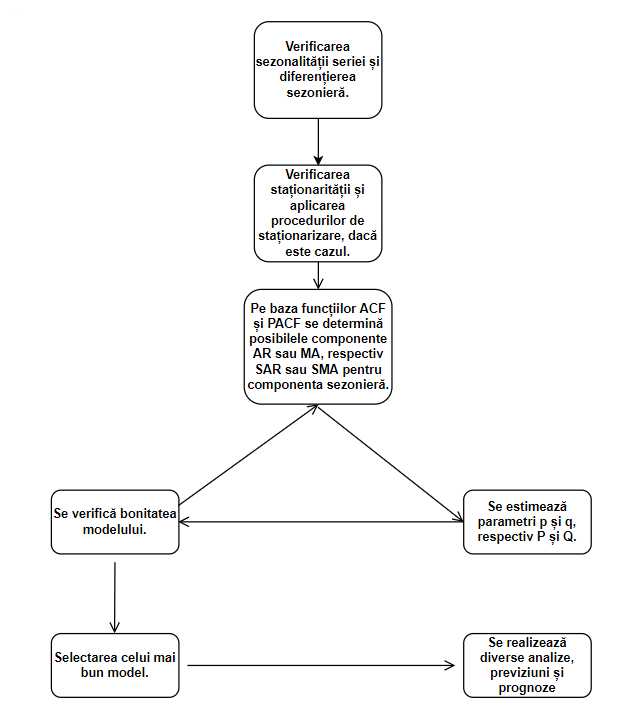 Verificarea
sezonalității seriei și
diferențierea
sezonieră.
Verificarea
staționarității și
aplicarea
procedurilor de
staționarizare, dacă
este cazul.
Pe baza funcțiilor ACF
și PACF se determină
posibilele componente
AR sau MA, respectiv
SAR sau SMA pentru
componenta sezonieră.
Se verifică bonitatea
modelului.
Se estimează
parametri p și q,
respectiv P și Q.
Selectarea celui mai
bun model.
Se realizează
diverse analize,
previziuni și
prognoze